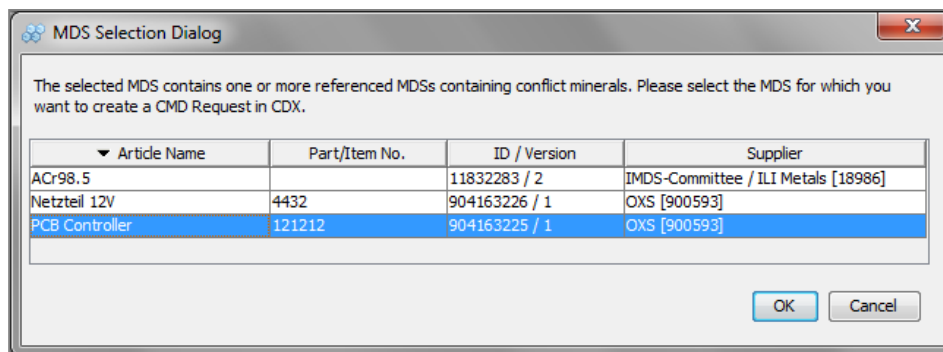 MDS Selection Dialog
The selected MDS contains one or more referenced MDSs containing conflict minerals. Please select the MDS for which you
want to create a CMD Request in CDX.
Article Name Part/Item No. ID / Version Supplier
ACr98.5 11832283 / 2 IMDS-Committee / ILI Metals [18986]
Netzteil 12V 4432 904163226 / 1 OXS [900593]
PCB Controller 121212 904163225 / 1 OXS [900593]
OK Cancel